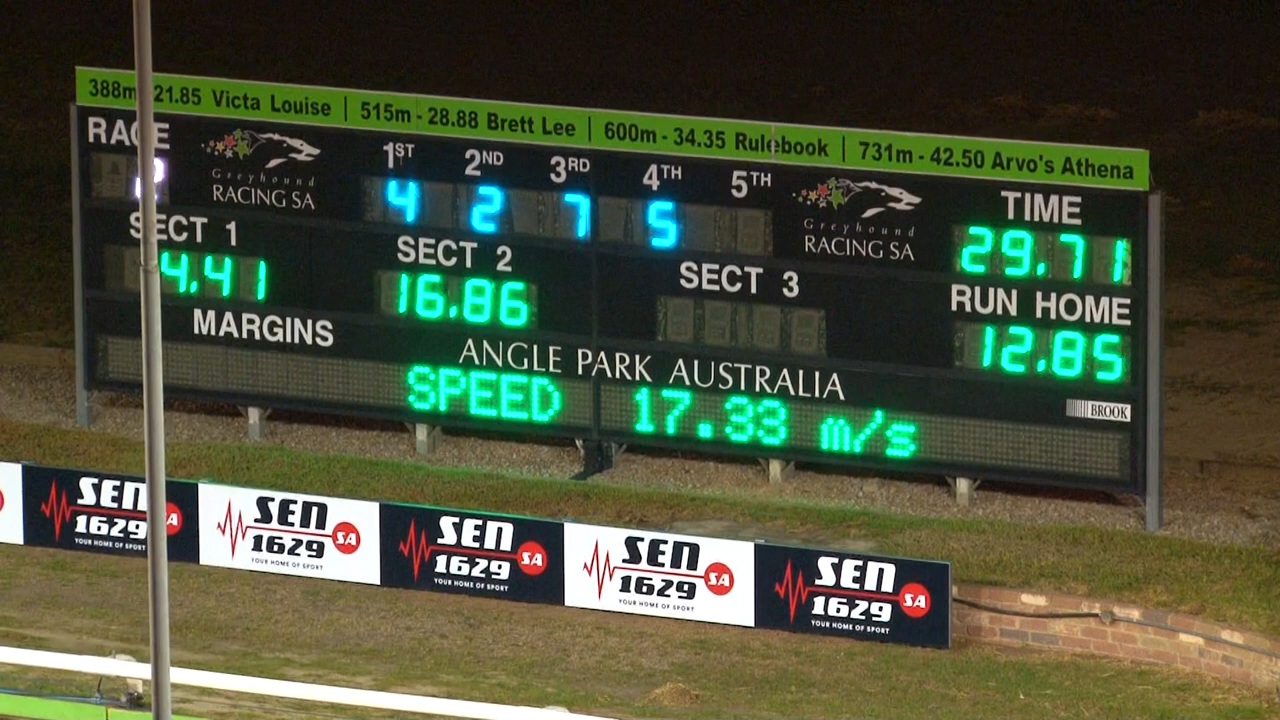 388m 21.85 Victa Louise | 515m - 28.88 Brett Lee | 600m - 34.35 Rulebook | 731m - 42.50 Arvo's Athena
RACE
Greyhound
RACING SA
1ST 2ND 3RD 4TH 5TH
4 2 7 5
Greyhound
RACING SA
TIME
29.71
SECT 1
4.41
SECT 2
16.86
SECT 3
RUN HOME
12.85
MARGINS
ANGLE PARK AUSTRALIA
BROOK
SPEED 17.33 m/s
SEN
1629
SA
YOUR HOME OF SPORT
SEN
1629
SA
YOUR HOME OF SPORT
SEN
1629
SA
YOUR HOME OF SPORT
SEN
1629
SA
YOUR HOME OF SPORT
SEN
1629
SA
YOUR HOME OF SPORT